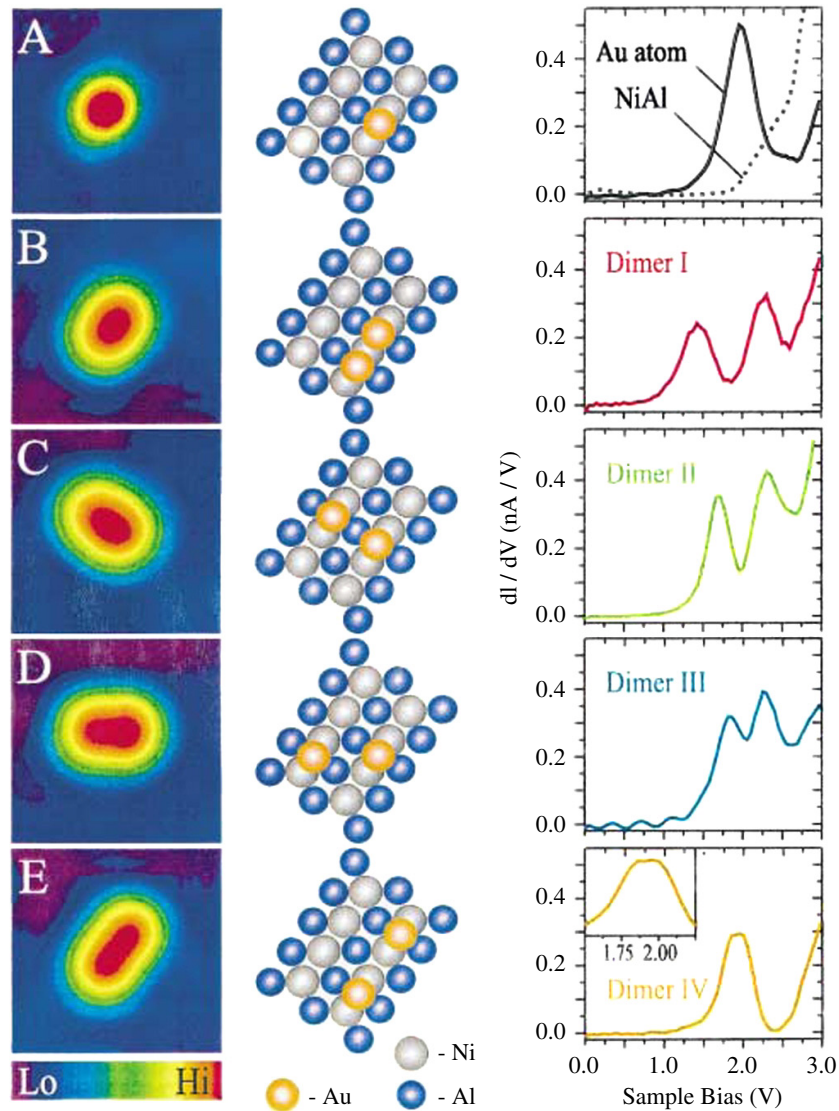 A
B
C
D
E
Lo Hi
- Ni
- Au
- Al
Au atom
NiAl
0.4
0.2
0.0
Dimer I
0.4
0.2
0.0
Dimer II
0.4
0.2
0.0
Dimer III
0.4
0.2
0.0
1.75 2.00
Dimer IV
0.4
0.2
0.0
0.0 1.0 2.0 3.0
Sample Bias (V)
dI / dV (nA / V)